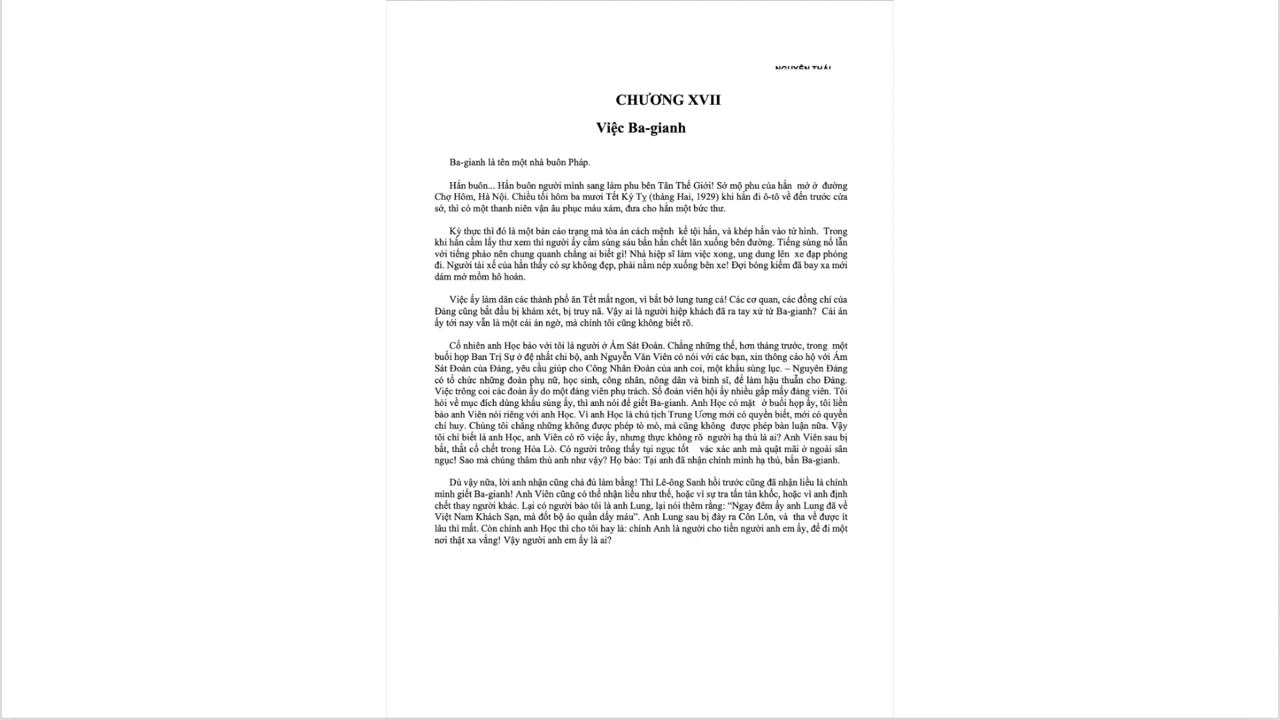 NGUYỄN THÁI
CHƯƠNG XVII
Việc Ba-gianh
Ba-gianh là tên một nhà buôn Pháp.
Hắn buôn... Hắn buôn người mình sang làm phu bên Tân Thế Giới! Sở mộ phu của hắn mở ở đường
Chợ Hôm, Hà Nội. Chiều tối hôm ba mươi Tết Kỷ Tỵ (tháng Hai, 1929) khi hắn đi ô-tô về đến trước cửa
sở, thì có một thanh niên vận âu phục màu xám, đưa cho hắn một bức thư.
Kỳ thực thì đó là một bản cáo trạng mà tòa án cách mệnh kể tội hắn, và khép hắn vào tử hình. Trong
khi hắn cầm lấy thư xem thì người ấy cầm súng sáu bắn hắn chết lăn xuống bên đường. Tiếng súng nổ lẫn
với tiếng pháo nên chung quanh chẳng ai biết gì! Nhà hiệp sĩ làm việc xong, ung dung lên xe đạp phóng
đi. Người tài xế của hắn thấy có sự không đẹp, phải nằm nép xuống bên xe! Đợi bóng kiếm đã bay xa mới
dám mở mồm hô hoán.
Việc ấy làm dân các thành phố ăn Tết mất ngon, vì bắt bớ lung tung cả! Các cơ quan, các đồng chí của
Đảng cũng bắt đầu bị khám xét, bị truy nã. Vậy ai là người hiệp khách đã ra tay xử tử Ba-gianh? Cái án
ấy tới nay vẫn là một cái án ngờ, mà chính tôi cũng không biết rõ.
Cố nhiên anh Học bảo với tôi là người ở Ám Sát Đoàn. Chẳng những thế, hơn tháng trước, trong một
buổi họp Ban Trị Sự ở đệ nhất chi bộ, anh Nguyễn Văn Viên có nói với các bạn, xin thông cáo hộ với Ám
Sát Đoàn của Đảng, yêu cầu giúp cho Công Nhân Đoàn của anh coi, một khẩu súng lục. – Nguyên Đảng
có tổ chức những đoàn phụ nữ, học sinh, công nhân, nông dân và binh sĩ, để làm hậu thuẫn cho Đảng.
Việc trông coi các đoàn ấy do một đảng viên phụ trách. Số đoàn viên hội ấy nhiều gấp mấy đảng viên. Tôi
hỏi về mục đích dùng khẩu súng ấy, thì anh nói để giết Ba-gianh. Anh Học có mặt ở buổi họp ấy, tôi liền
bảo anh Viên nói riêng với anh Học. Vì anh Học là chủ tịch Trung Ương mới có quyền biết, mới có quyền
chỉ huy. Chúng tôi chẳng những không được phép tò mò, mà cũng không được phép bàn luận nữa. Vậy
tôi chỉ biết là anh Học, anh Viên có rõ việc ấy, nhưng thực không rõ người hạ thủ là ai? Anh Viên sau bị
bắt, thắt cổ chết trong Hỏa Lò. Có người trông thấy tụi ngục tốt vác xác anh mà quật mãi ở ngoài sân
ngục! Sao mà chúng thâm thù anh như vậy? Họ bảo: Tại anh đã nhận chính mình hạ thủ, bắn Ba-gianh.
Dù vậy nữa, lời anh nhận cũng chả đủ làm bằng! Thì Lê-ông Sanh hồi trước cũng đã nhận liều là chính
mình giết Ba-gianh! Anh Viên cũng có thể nhận liều như thế, hoặc vì sự tra tấn tàn khốc, hoặc vì anh định
chết thay người khác. Lại có người bảo tôi là anh Lung, lại nói thêm rằng: “Ngay đêm ấy anh Lung đã về
Việt Nam Khách Sạn, mà đốt bộ áo quần dẩy máu”. Anh Lung sau bị đày ra Côn Lôn, và tha về được ít
lâu thì mất. Còn chính anh Học thì cho tôi hay là: chính Anh là người cho tiền người anh em ấy, để đi một
nơi thật xa vắng! Vậy người anh em ấy là ai?